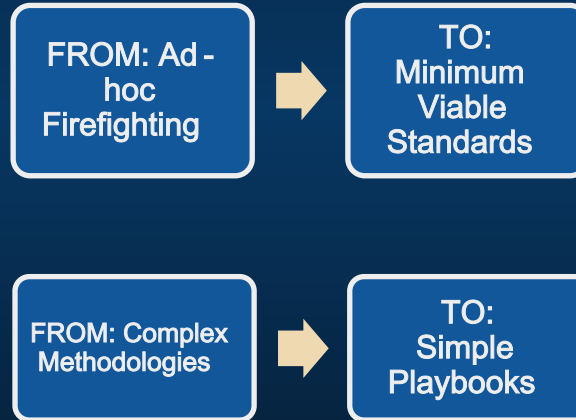 FROM: Ad-
hoc
Firefighting
TO:
Minimum
Viable
Standards
FROM: Complex
Methodologies
TO:
Simple
Playbooks